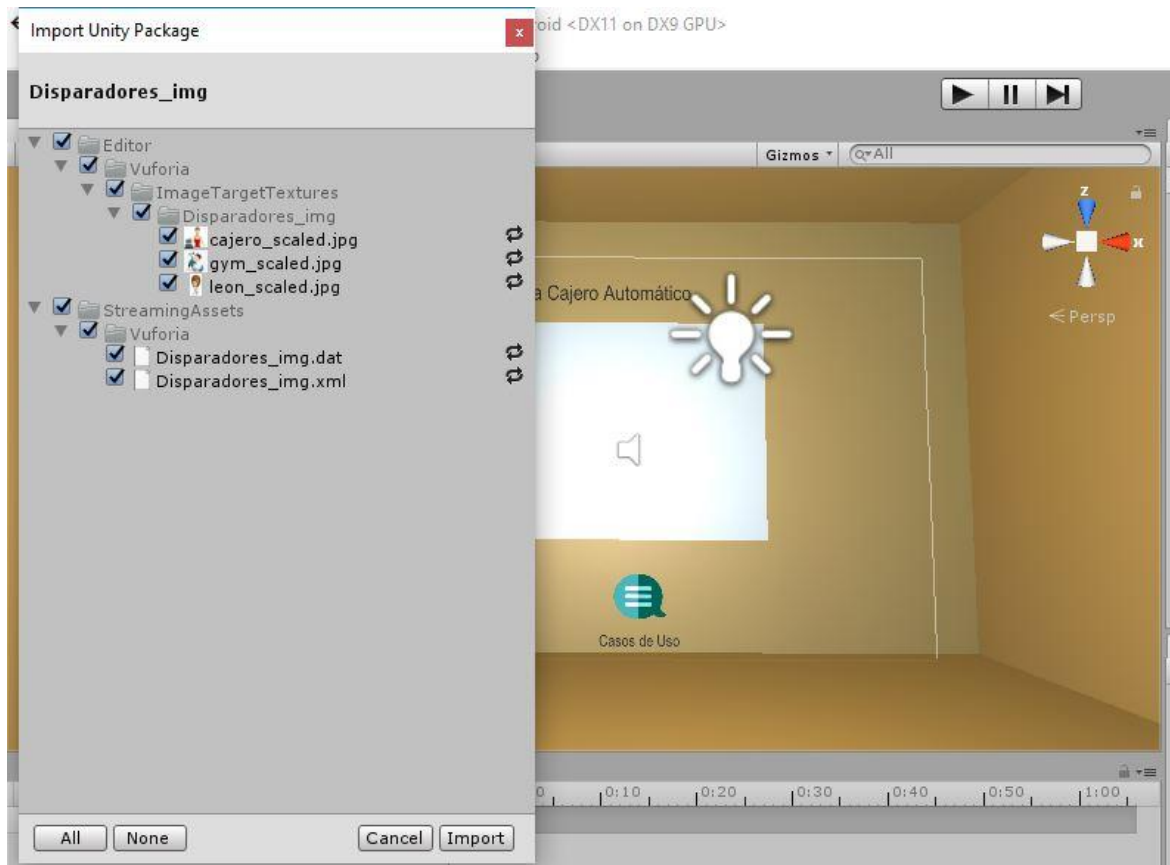 Import Unity Package
x
roid <DX11 on DX9 GPU>
Disparadores_img
Editor
Vuforia
ImageTargetTextures
Disparadores_img
cajero_scaled.jpg
gym_scaled.jpg
leon_scaled.jpg
StreamingAssets
Vuforia
Disparadores_img.dat
Disparadores_img.xml
All
None
Cancel
Import
Gizmos
All
z
x
Persp
a Cajero Automático
Casos de Uso
0 0:10 0:20 0:30 0:40 0:50 1:00